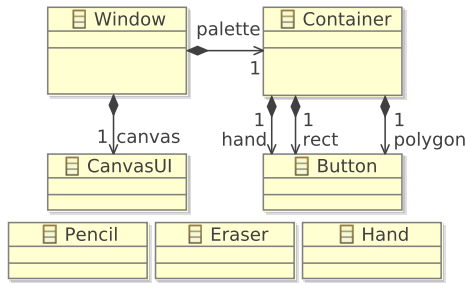 Window
palette
Container
1
1
1
1
hand
rect
polygon
1
canvas
CanvasUI
Button
Pencil
Eraser
Hand